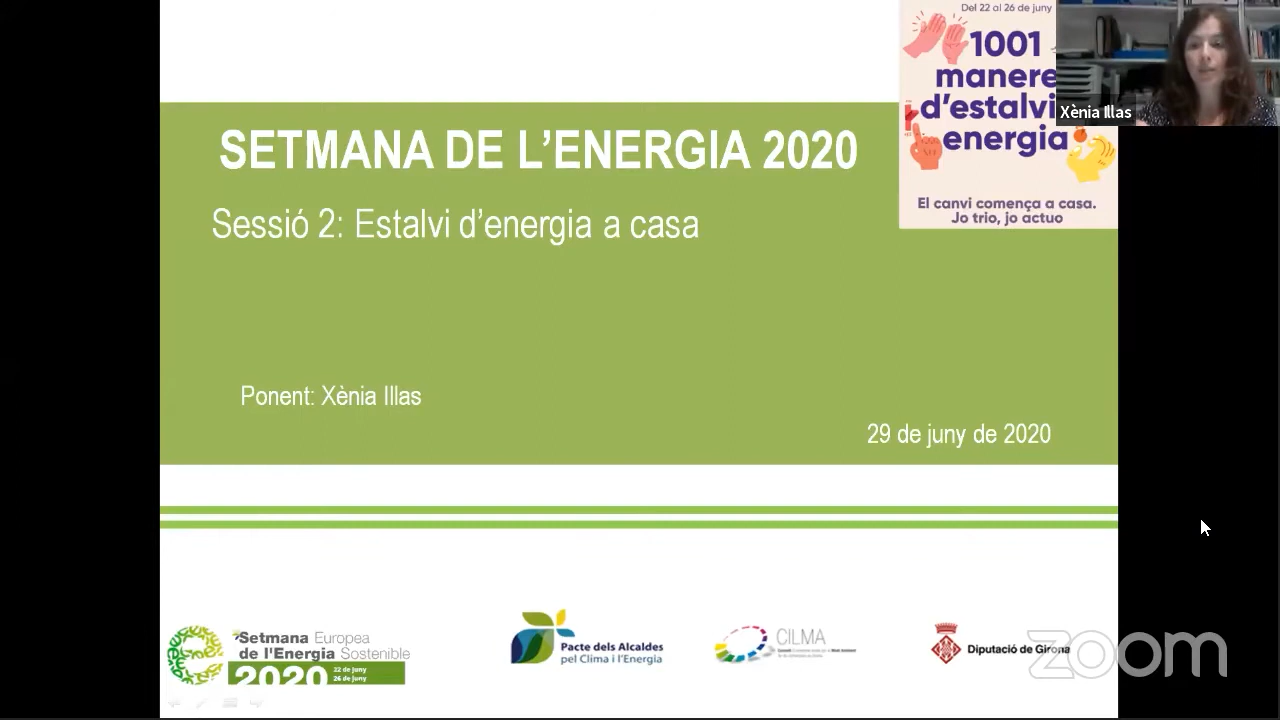 Del 22 al 26 de juny
1001
manere
d'estalvi
energia
El canvi comença a casa.
Jo trio, jo actuo
Xènia Illas
SETMANA DE L'ENERGIA 2020
Sessió 2: Estalvi d'energia a casa
Ponent: Xènia Illas
29 de juny de 2020
Setmana Europea
de l'Energia Sostenible
2020
22 de juny
26 de juny
Pacte dels Alcaldes
pel Clima i l'Energia
CILMA
Diputació de Girona
zoom